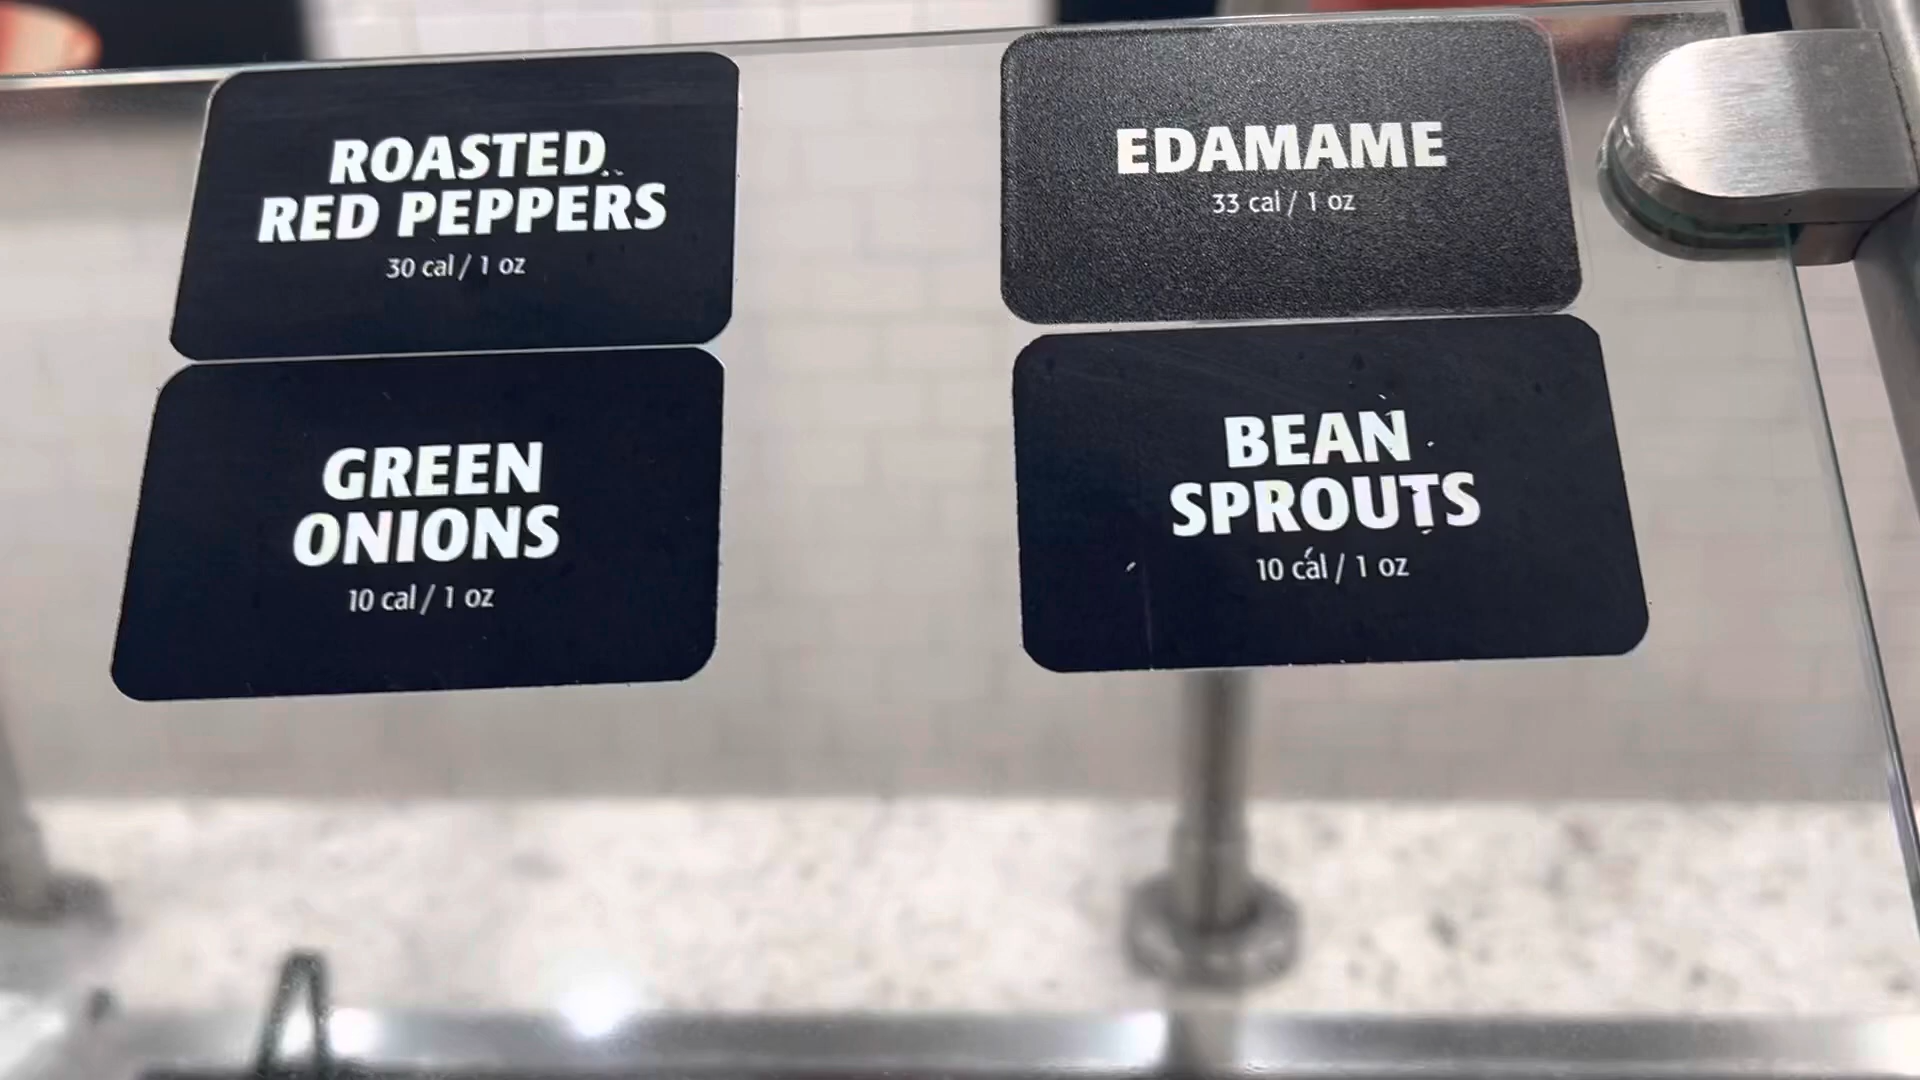 ROASTED
RED PEPPERS
30 cal / 1 oz
GREEN
ONIONS
10 cal / 1 oz
EDAMAME
33 cal / 1 oz
BEAN
SPROUTS
10 cal / 1 oz